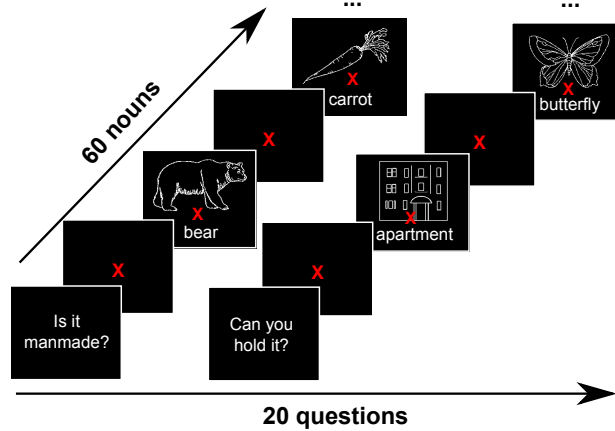 ...
...
carrot
butterfly
60 nouns
X
X
X
X
bear
apartment
X
X
X
X
Is it
manmade?
Can you
hold it?
20 questions